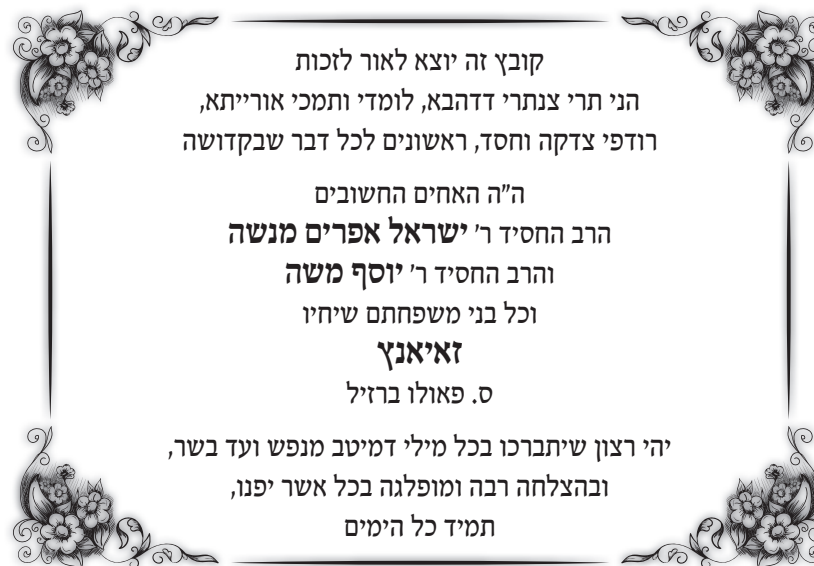 קובץ זה יוצא לאור לזכות
הני תרי צנתרי דדהבא, לומדי ותמכי אורייתא,
רודפי צדקה וחסד, ראשונים לכל דבר שבקדושה
ה"ה האחים החשובים
הרב החסיד ר' ישראל אפרים מנשה
והרב החסיד ר' יוסף משה
וכל בני משפחתם שיחיו
זאיאנץ
ס. פאולו ברזיל
יהי רצון שיתברכו בכל מילי דמיטב מנפש ועד בשר,
ובהצלחה רבה ומופלגה בכל אשר יפנו,
תמיד כל הימים